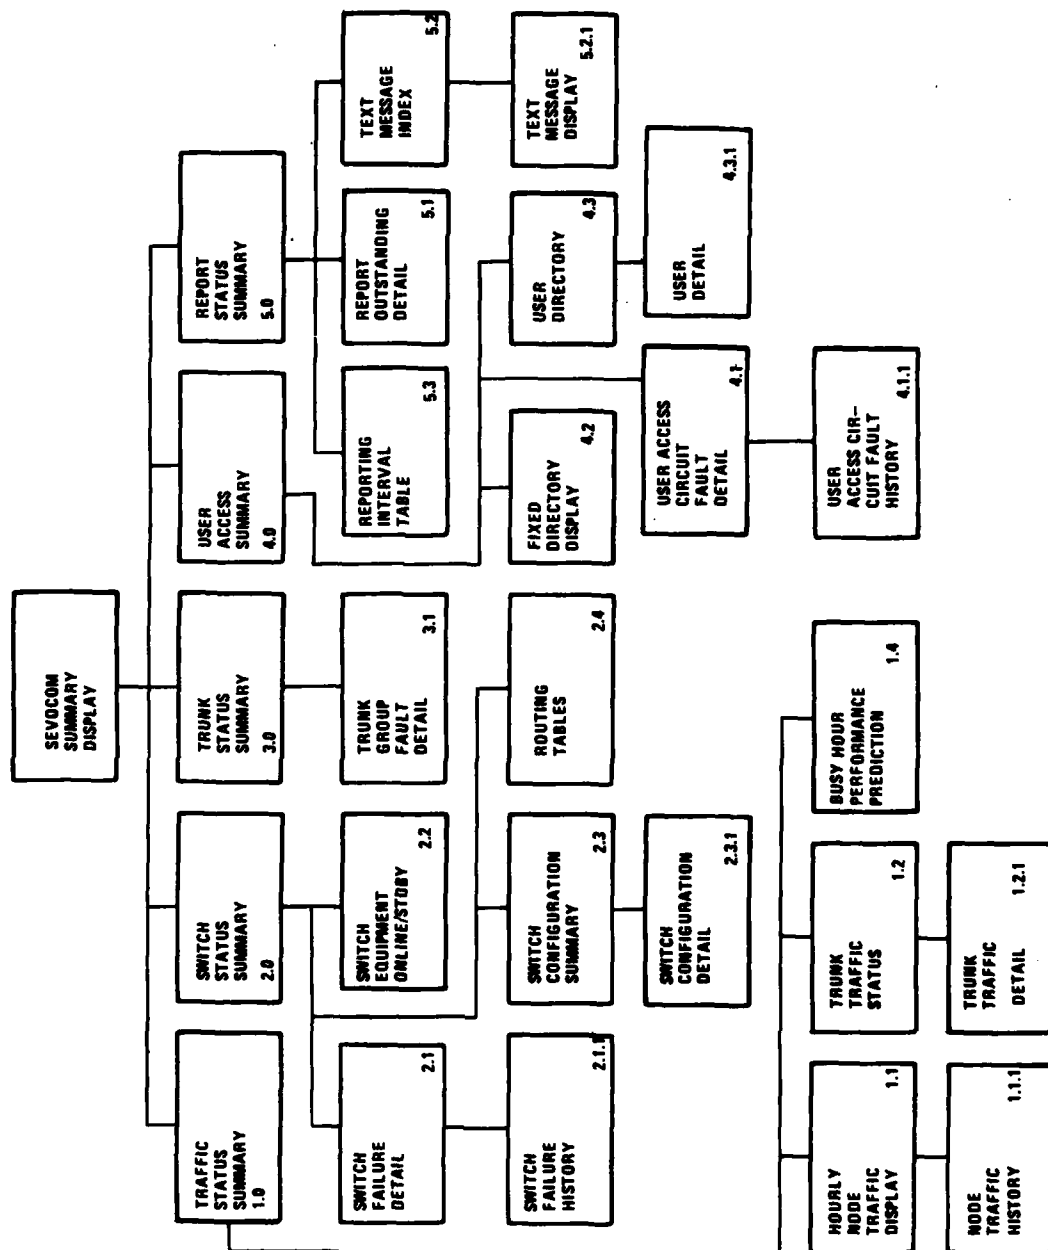 SEVOCOM
SUMMARY
DISPLAY
TRAFFIC
STATUS
SUMMARY
1.0
SWITCH
STATUS
SUMMARY
2.0
TRUNK
STATUS
SUMMARY
3.0
USER
ACCESS
SUMMARY
4.0
REPORT
STATUS
SUMMARY
5.0
SWITCH
FAILURE
DETAIL
2.1
SWITCH
EQUIPMENT
ONLINE/STDBY
2.2
TRUNK
GROUP
FAULT
DETAIL
3.1
REPORTING
INTERVAL
TABLE
5.3
REPORT
OUTSTANDING
DETAIL
5.1
TEXT
MESSAGE
INDEX
5.2
SWITCH
FAILURE
HISTORY
2.1.1
SWITCH
CONFIGURATION
SUMMARY
2.3
ROUTING
TABLES
2.4
FIXED
DIRECTORY
DISPLAY
4.2
USER
DIRECTORY
4.3
TEXT
MESSAGE
DISPLAY
5.2.1
SWITCH
CONFIGURATION
DETAIL
2.3.1
USER ACCESS
CIRCUIT
FAULT
DETAIL
4.1
USER
DETAIL
4.3.1
HOURLY
NODE
TRAFFIC
DISPLAY
1.1
TRUNK
TRAFFIC
STATUS
1.2
BUSY HOUR
PERFORMANCE
PREDICTION
1.4
USER
ACCESS CIR-
CUIT FAULT
HISTORY
4.1.1
NODE
TRAFFIC
HISTORY
1.1.1
TRUNK
TRAFFIC
DETAIL
1.2.1